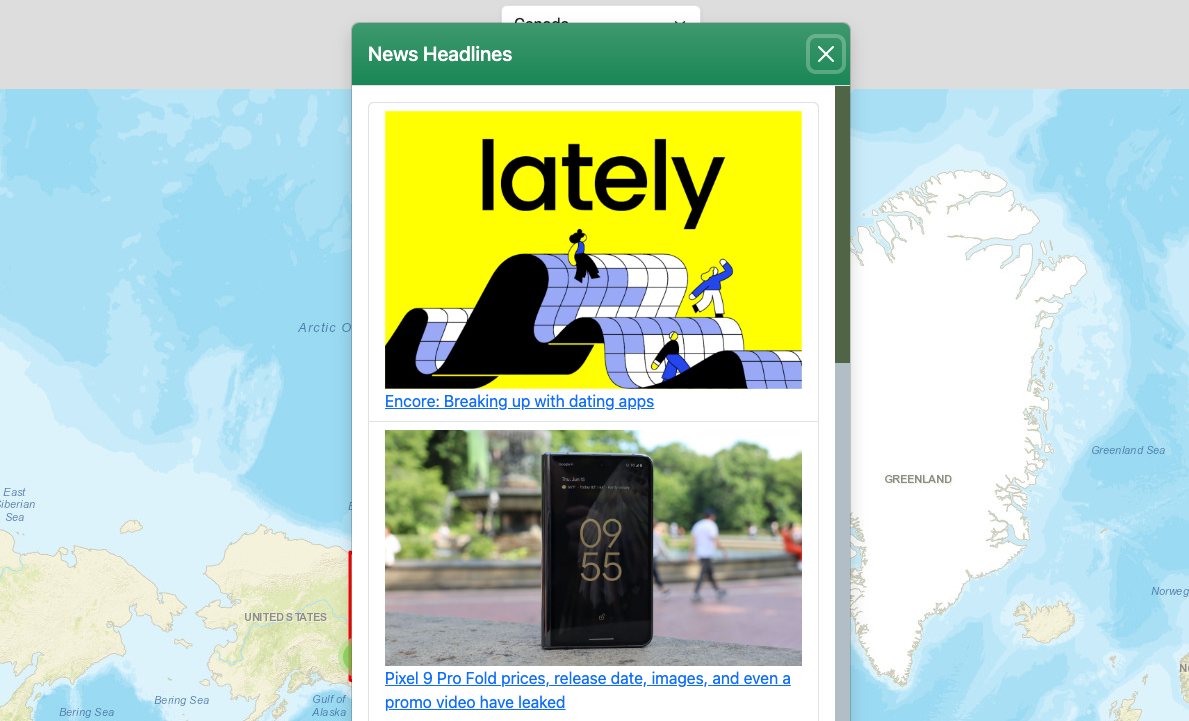 Canada
News Headlines
lately
Encore: Breaking up with dating apps
09
55
Pixel 9 Pro Fold prices, release date, images, and even a
promo video have leaked
Arctic O
East
Siberian
Sea
UNITED STATES
Bering Sea
Bering Sea
Gulf of
Alaska
GREENLAND
Greenland Sea
Norweg